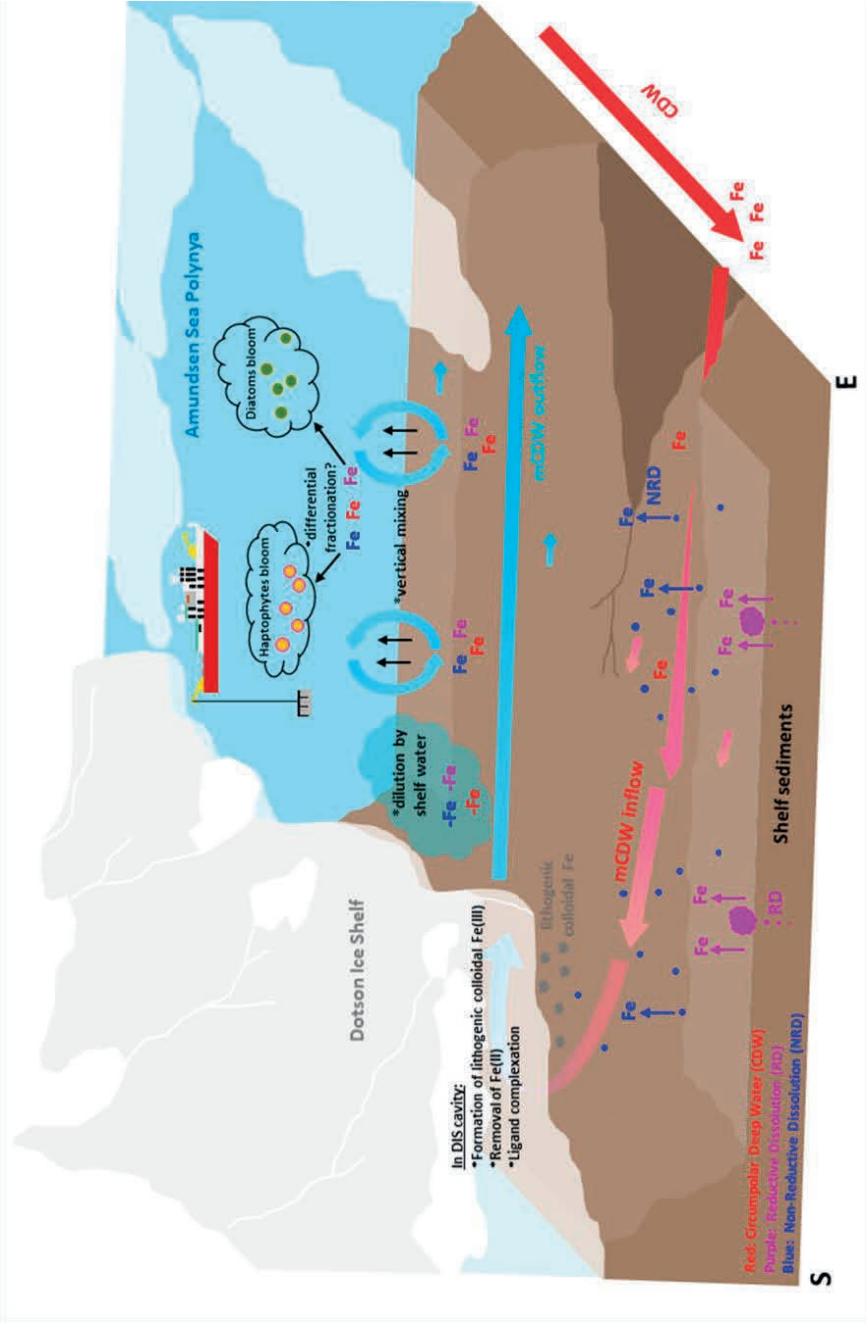 Amundsen Sea Polynya
Dotson Ice Shelf
Diatoms bloom
Haptophytes bloom
*differential
fractionation?
Fe Fe Fe
*vertical mixing
*dilution by
shelf water
-Fe -Fe
-Fe
Fe Fe
Fe
Fe Fe
Fe
CDW
Fe
Fe Fe
mCDW outflow
In DIS cavity:
*Formation of lithogenic colloidal Fe(III)
*Removal of Fe(II)
*Ligand complexation
lithogenic
colloidal Fe
mCDW inflow
Fe
Fe
Fe
Fe
Fe
NRD
Fe Fe
RD
Fe Fe
Shelf sediments
Red: Circumpolar Deep Water (CDW)
Purple: Reductive Dissolution (RD)
Blue: Non-Reductive Dissolution (NRD)
S
E